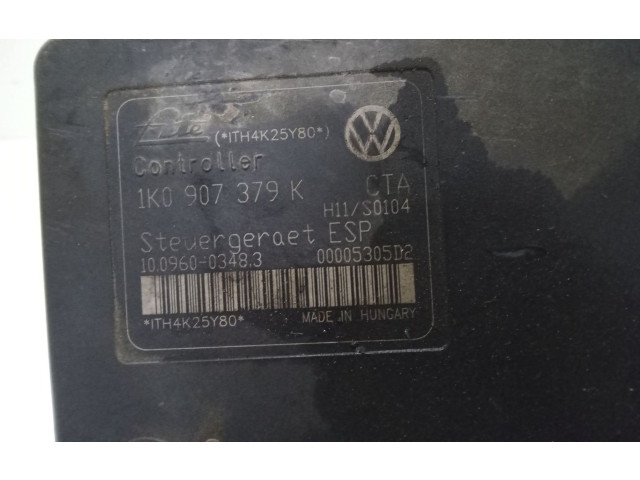 Ate (*ITH4K25Y80*)
Controller
1K0 907 379 K CTA
H11/S0104
Steuergeraet ESP
10.0960-0348.3 00005305D2
*ITH4K25Y80* MADE IN HUNGARY